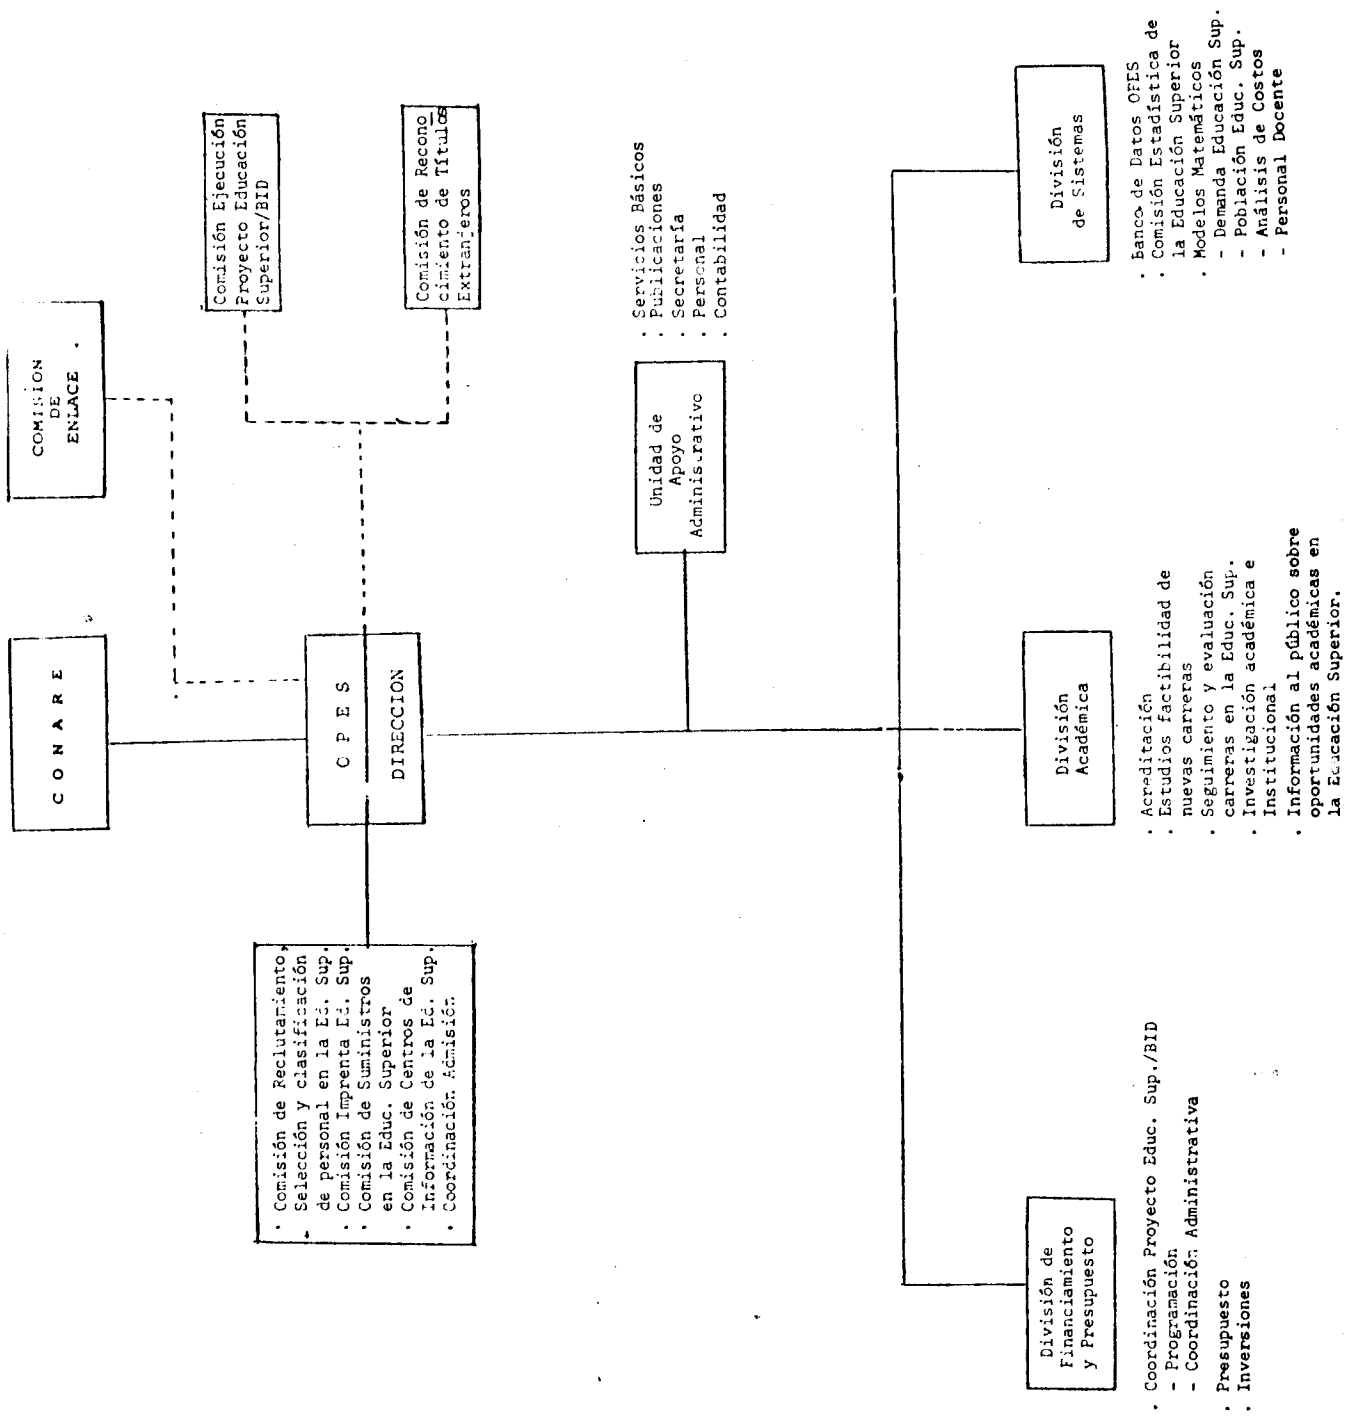 COMISION
DE
ENLACE .
C O N A R E
Comisión Ejecución
Proyecto Educación
Superior/BID
Comisión de Recono
cimiento de Títulos
Extranjeros
O P E S
DIRECCION
· Comisión de Reclutamiento,
Selección y clasificación
de personal en la Ed. Sup.
· Comisión Imprenta Ed. Sup.
· Comisión de Suministros
en la Educ. Superior
· Comisión de Centros de
Información de la Ed. Sup.
· Coordinación Admisión
Unidad de
Apoyo
Administrativo
. Servicios Básicos
. Publicaciones
. Secretaría
. Personal
. Contabilidad
División de
Financiamiento
y Presupuesto
. Coordinación Proyecto Educ. Sup./BID
- Programación
- Coordinación Administrativa
. Presupuesto
. Inversiones
División
Académica
. Acreditación
. Estudios factibilidad de
nuevas carreras
. Seguimiento y evaluación
carreras en la Educ. Sup.
. Investigación académica e
Institucional
. Información al público sobre
oportunidades académicas en
la Educación Superior.
División
de Sistemas
. Banco de Datos OPES
. Comisión Estadística de
la Educación Superior
. Modelos Matemáticos
- Demanda Educación Sup.
- Población Educ. Sup.
- Análisis de Costos
- Personal Docente